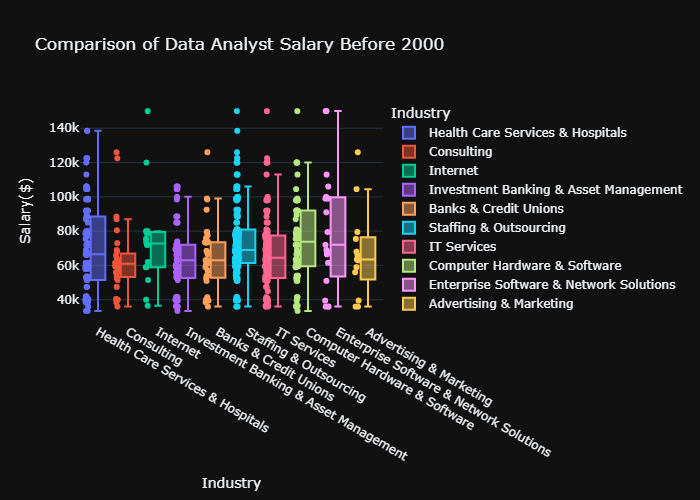 Comparison of Data Analyst Salary Before 2000
Industry
140k
120k
100k
80k
60k
40k
Salary($)
Health Care Services & Hospitals
Consulting
Internet
Investment Banking & Asset Management
Banks & Credit Unions
Staffing & Outsourcing
IT Services
Computer Hardware & Software
Enterprise Software & Network Solutions
Advertising & Marketing
Health Care Services & Hospitals
Consulting
Internet
Investment Banking & Asset Management
Banks & Credit Unions
Staffing & Outsourcing
IT Services
Computer Hardware & Software
Enterprise Software & Network Solutions
Advertising & Marketing
Industry